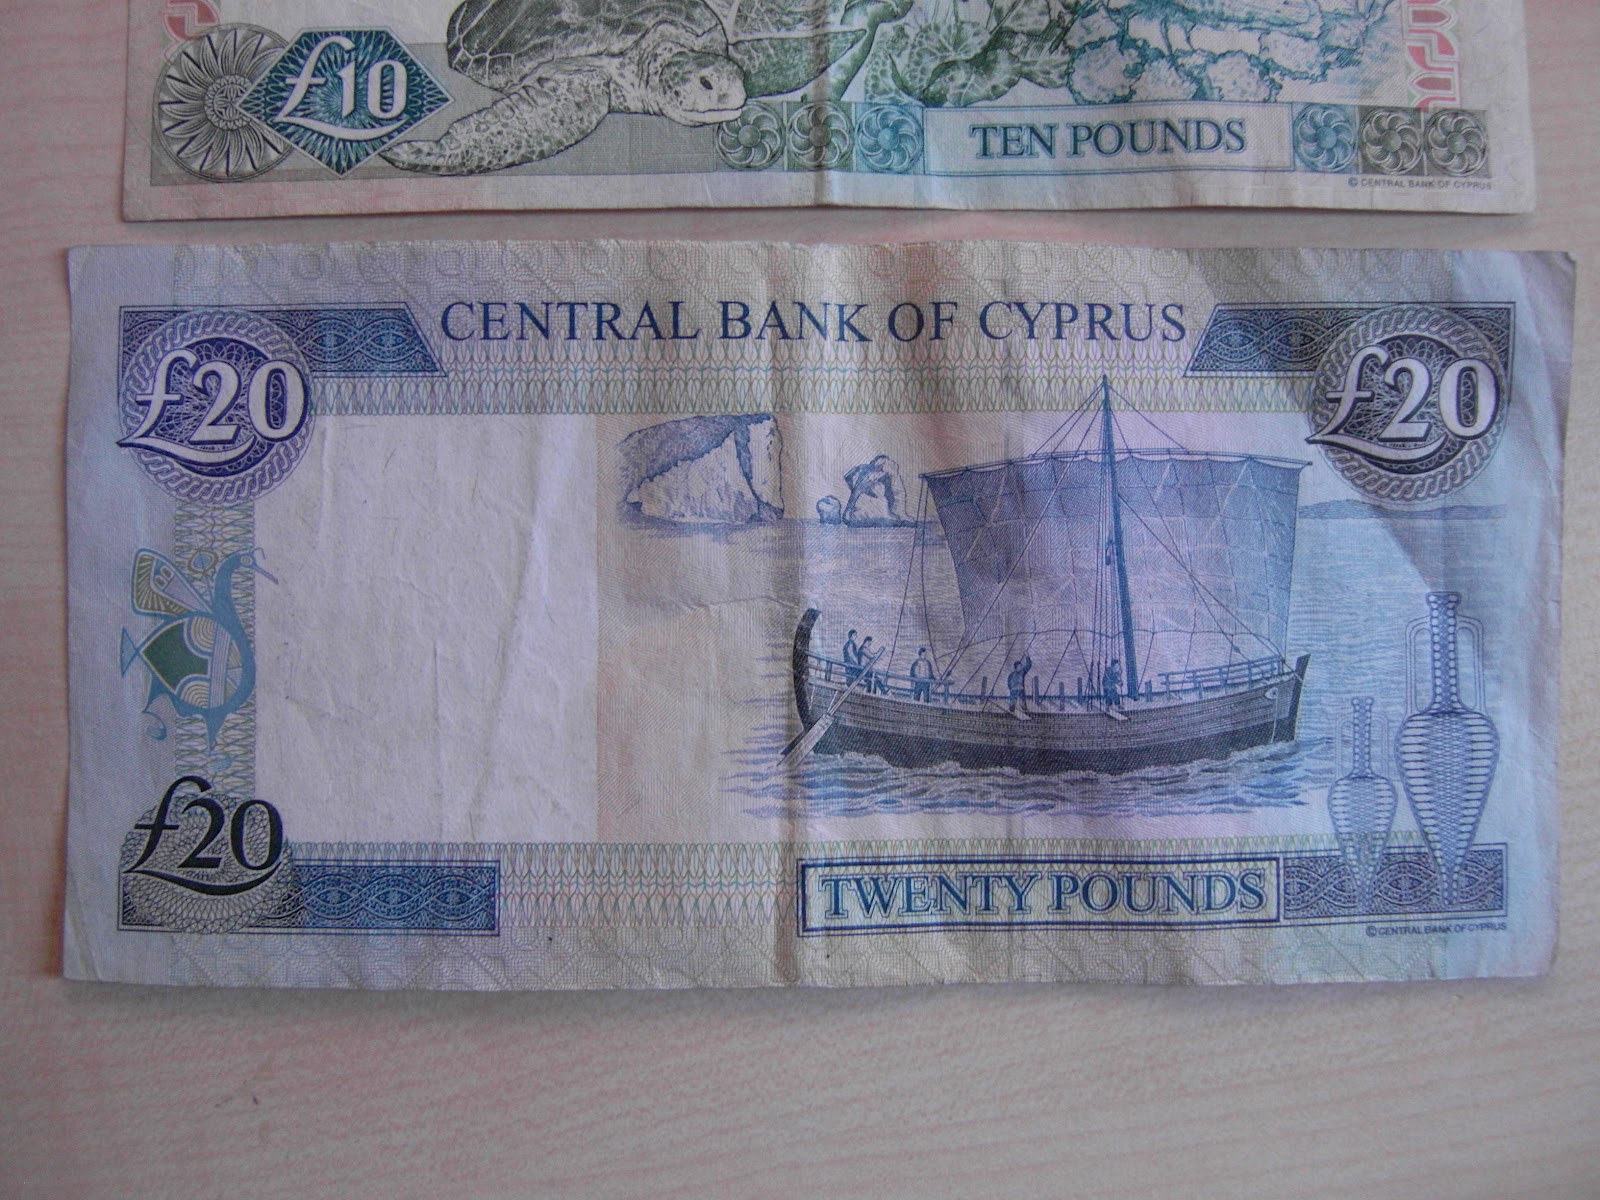 £10
TEN POUNDS
© CENTRAL BANK OF CYPRUS
CENTRAL BANK OF CYPRUS
£20
£20
£20
TWENTY POUNDS
© CENTRAL BANK OF CYPRUS